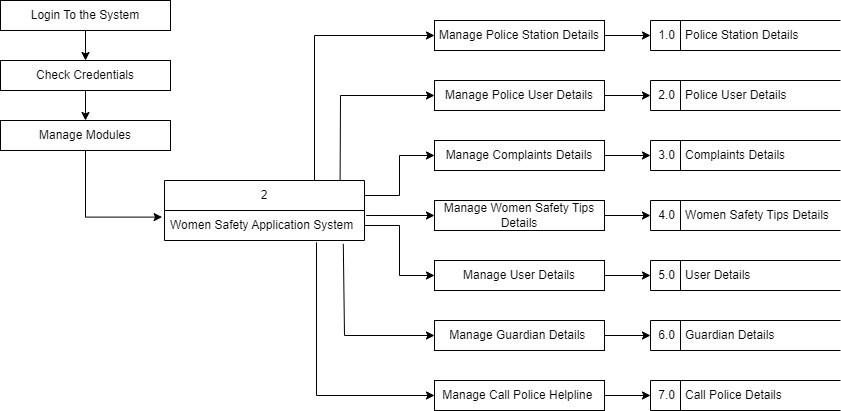 Login To the System
Check Credentials
Manage Modules
2
Women Safety Application System
Manage Police Station Details
1.0 Police Station Details
Manage Police User Details
2.0 Police User Details
Manage Complaints Details
3.0 Complaints Details
Manage Women Safety Tips
Details
4.0 Women Safety Tips Details
Manage User Details
5.0 User Details
Manage Guardian Details
6.0 Guardian Details
Manage Call Police Helpline
7.0 Call Police Details